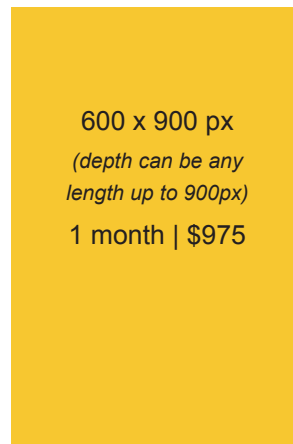 600 x 900 px
(depth can be any
length up to 900px)
1 month | $975